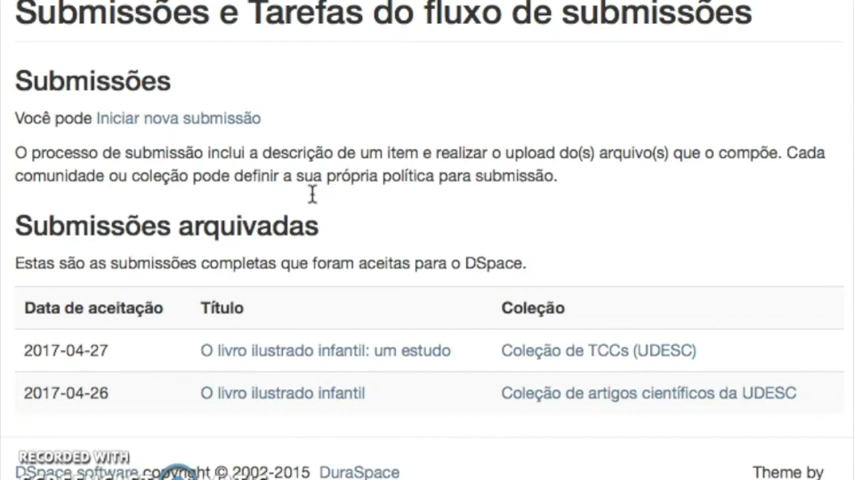 Submissões e Tarefas do fluxo de submissões
Submissões
Você pode Iniciar nova submissão
O processo de submissão inclui a descrição de um item e realizar o upload do(s) arquivo(s) que o compõe. Cada
comunidade ou coleção pode definir a sua própria política para submissão.
Submissões arquivadas
Estas são as submissões completas que foram aceitas para o DSpace.
Data de aceitação Título Coleção
2017-04-27 O livro ilustrado infantil: um estudo Coleção de TCCs (UDESC)
2017-04-26 O livro ilustrado infantil Coleção de artigos científicos da UDESC
RECORDED WITH
DSpace software copyright © 2002-2015 DuraSpace Theme by